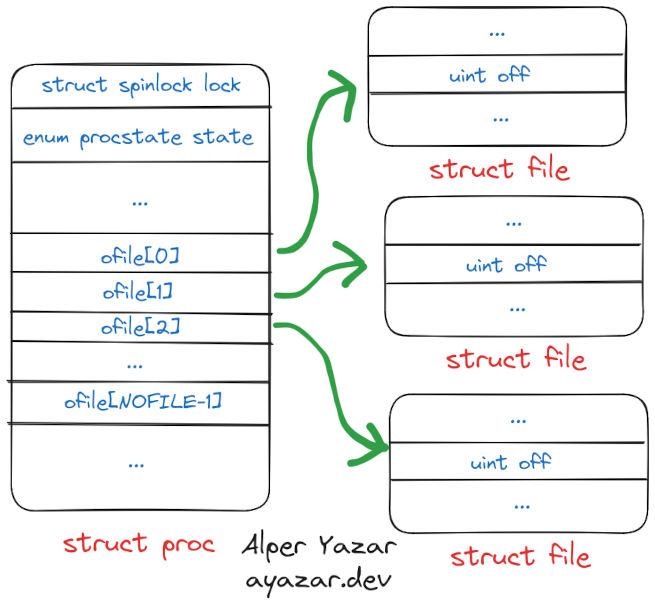 struct spinlock lock
enum procstate state
...
ofile[0]
ofile[1]
ofile[2]
...
ofile[NOFILE-1]
...
struct proc
...
uint off
...
struct file
...
uint off
...
struct file
...
uint off
...
struct file
Alper Yazar
ayazar.dev